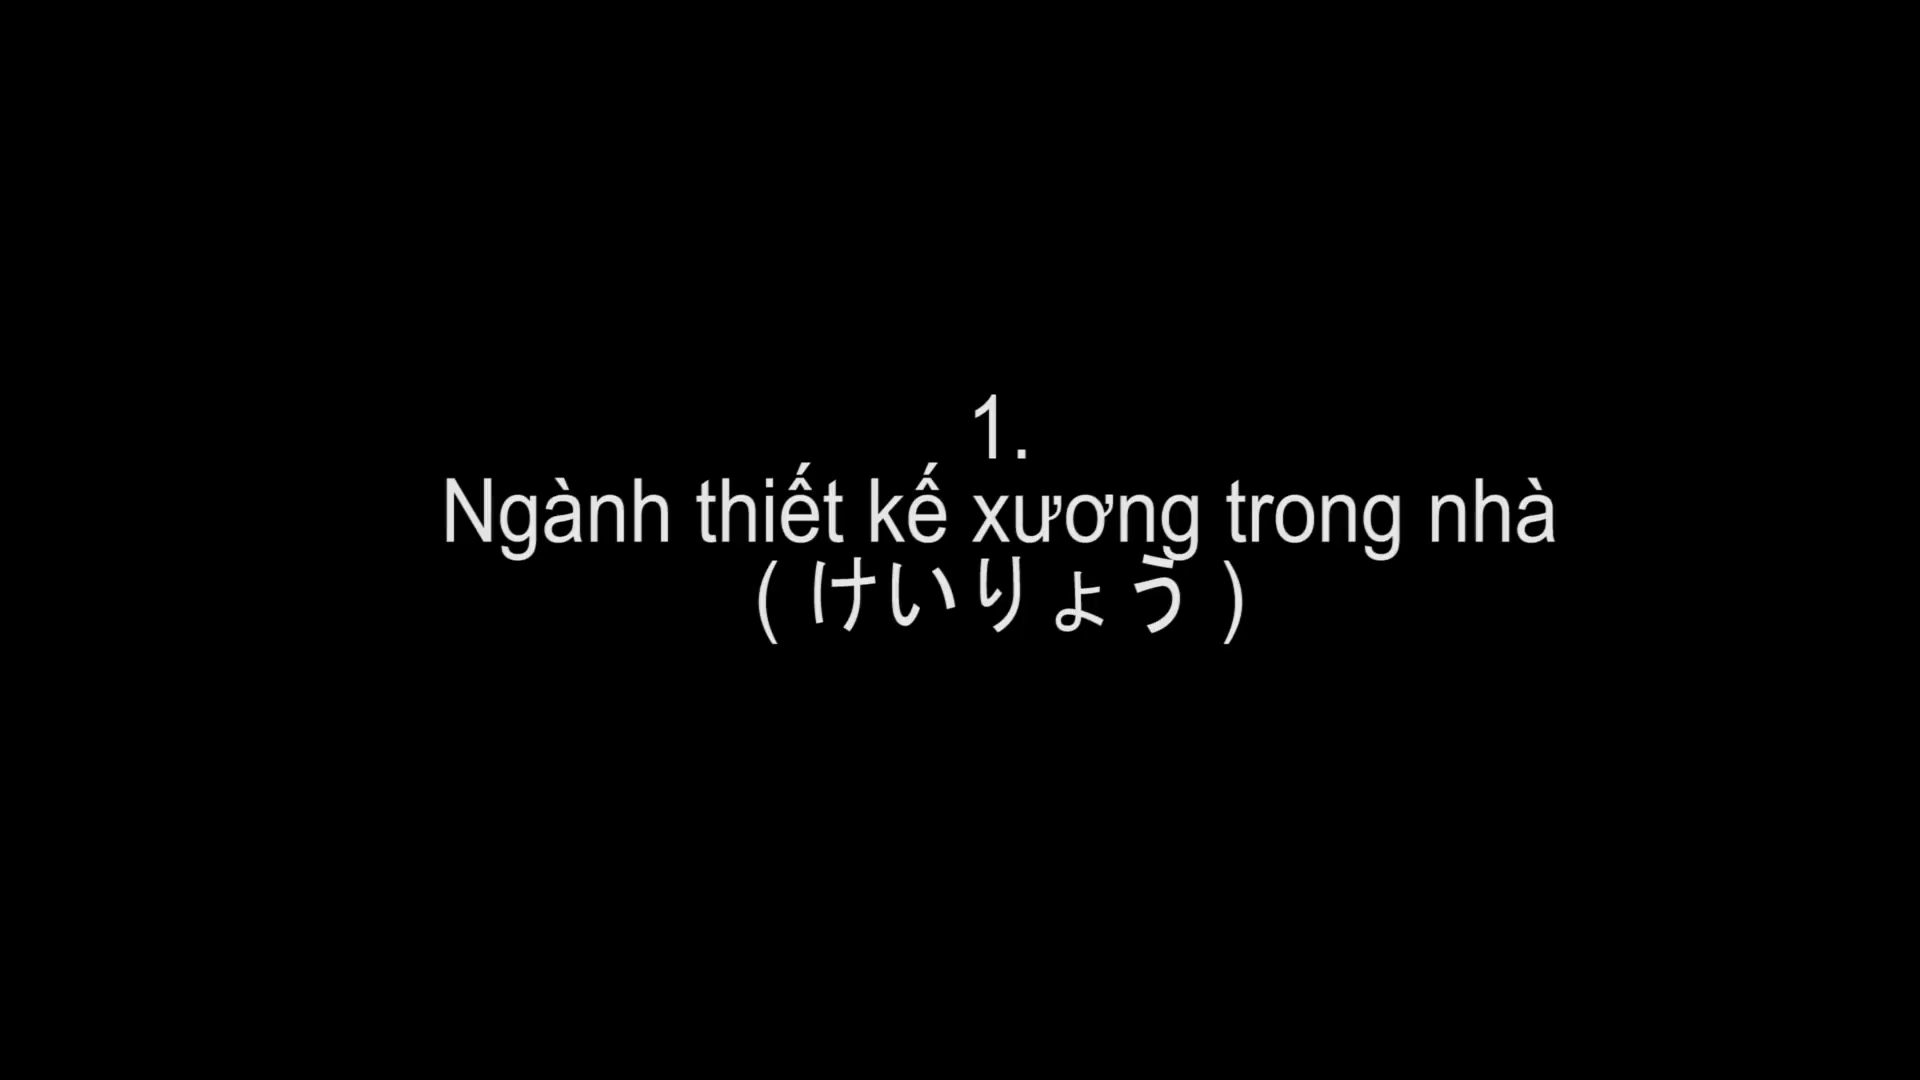 1.
Ngành thiết kế xương trong nhà
( けいりょう )